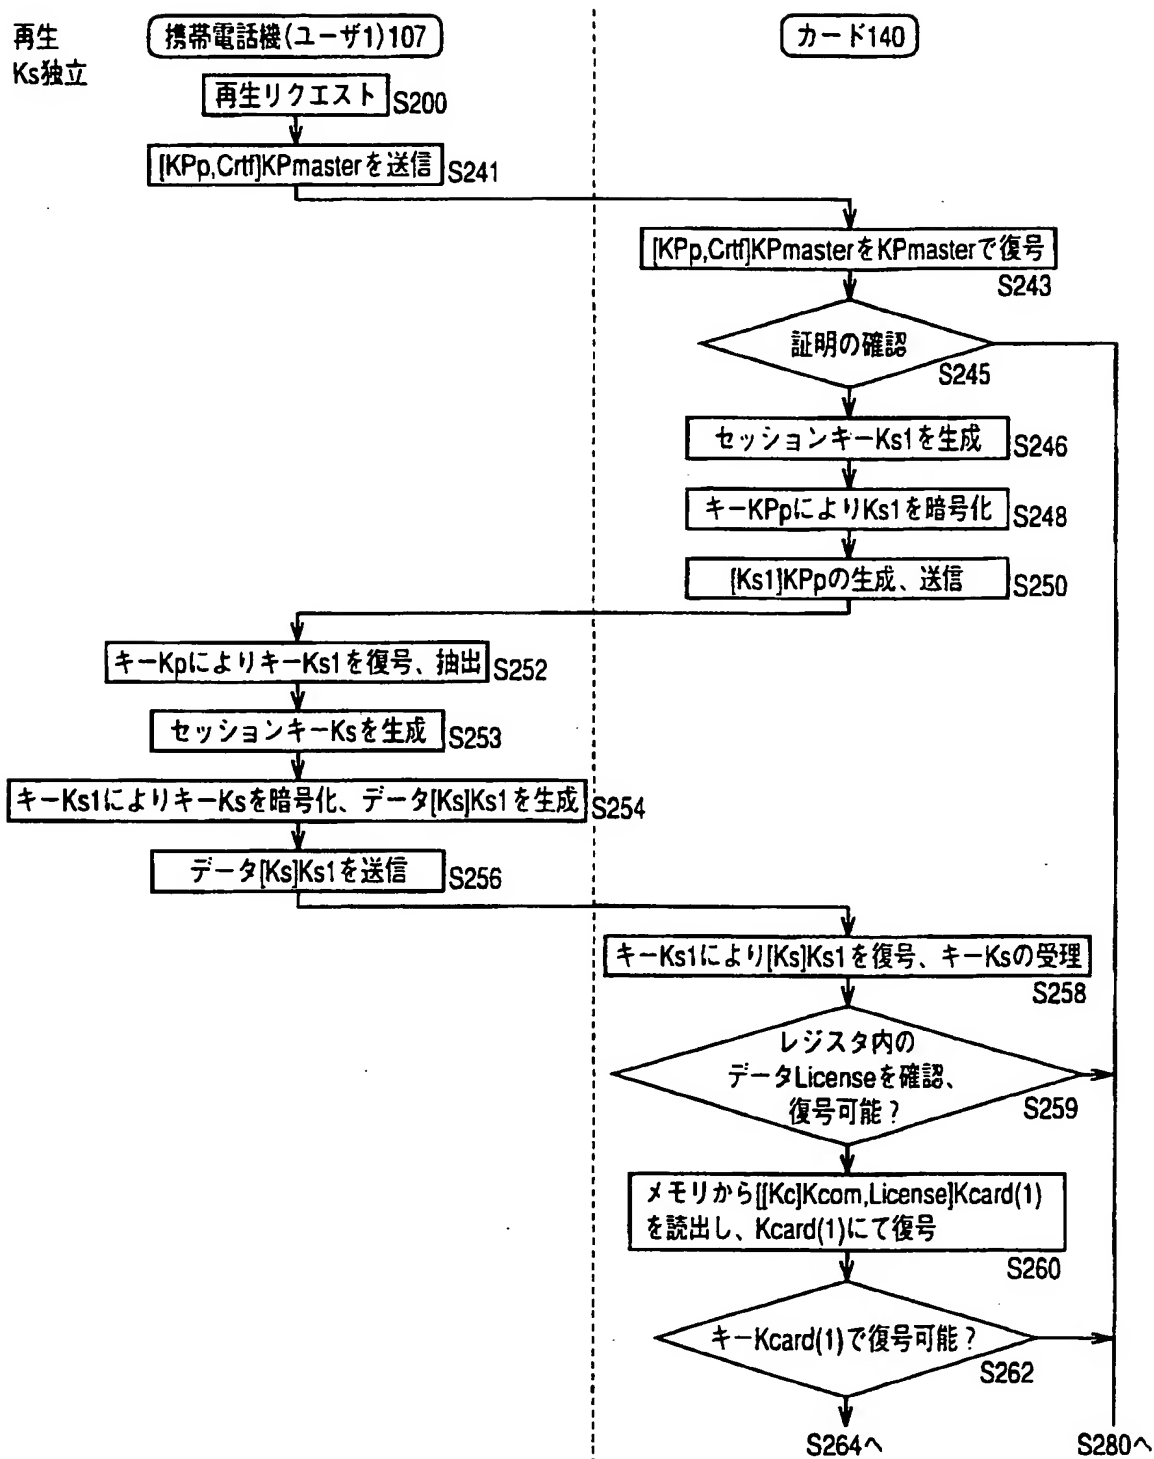 再生
Ks独立
携帯電話機(ユーザ1)107
カード140
再生リクエスト
S200
[KPp,Crtf]KPmasterを送信
S241
[KPp,Crtf]KPmasterをKPmasterで復号
S243
証明の確認
S245
セッションキーKs1を生成
S246
キーKPpによりKs1を暗号化
S248
[Ks1]KPpの生成、送信
S250
キーKpによりキーKs1を復号、抽出
S252
セッションキーKsを生成
S253
キーKs1によりキーKsを暗号化、データ[Ks]Ks1を生成
S254
データ[Ks]Ks1を送信
S256
キーKs1により[Ks]Ks1を復号、キーKsの受理
S258
レジスタ内の
データLicenseを確認、
復号可能?
S259
メモリから[[Kc]Kcom,License]Kcard(1)
を読出し、Kcard(1)にて復号
S260
キーKcard(1)で復号可能?
S262
S264へ
S280へ